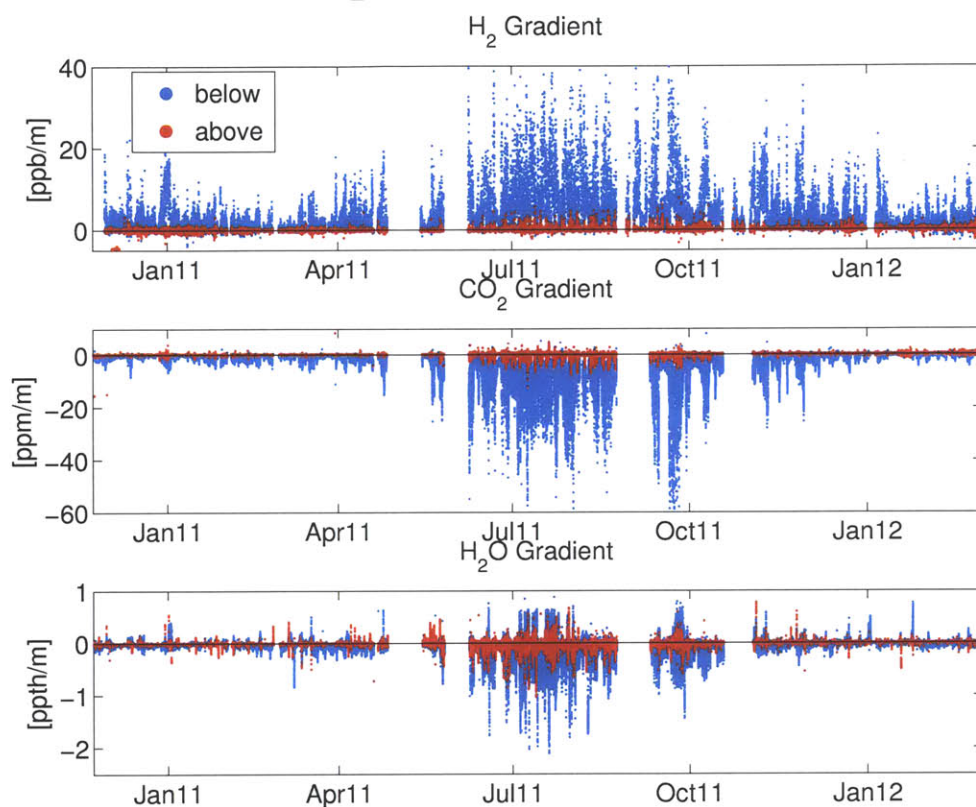 H2 Gradient
[ppb/m]
40
20
0
below
above
Jan11 Apr11 Jul11 Oct11 Jan12
CO2 Gradient
[ppm/m]
0
−20
−40
−60
Jan11 Apr11 Jul11 Oct11 Jan12
H2O Gradient
[ppth/m]
1
0
−1
−2
Jan11 Apr11 Jul11 Oct11 Jan12